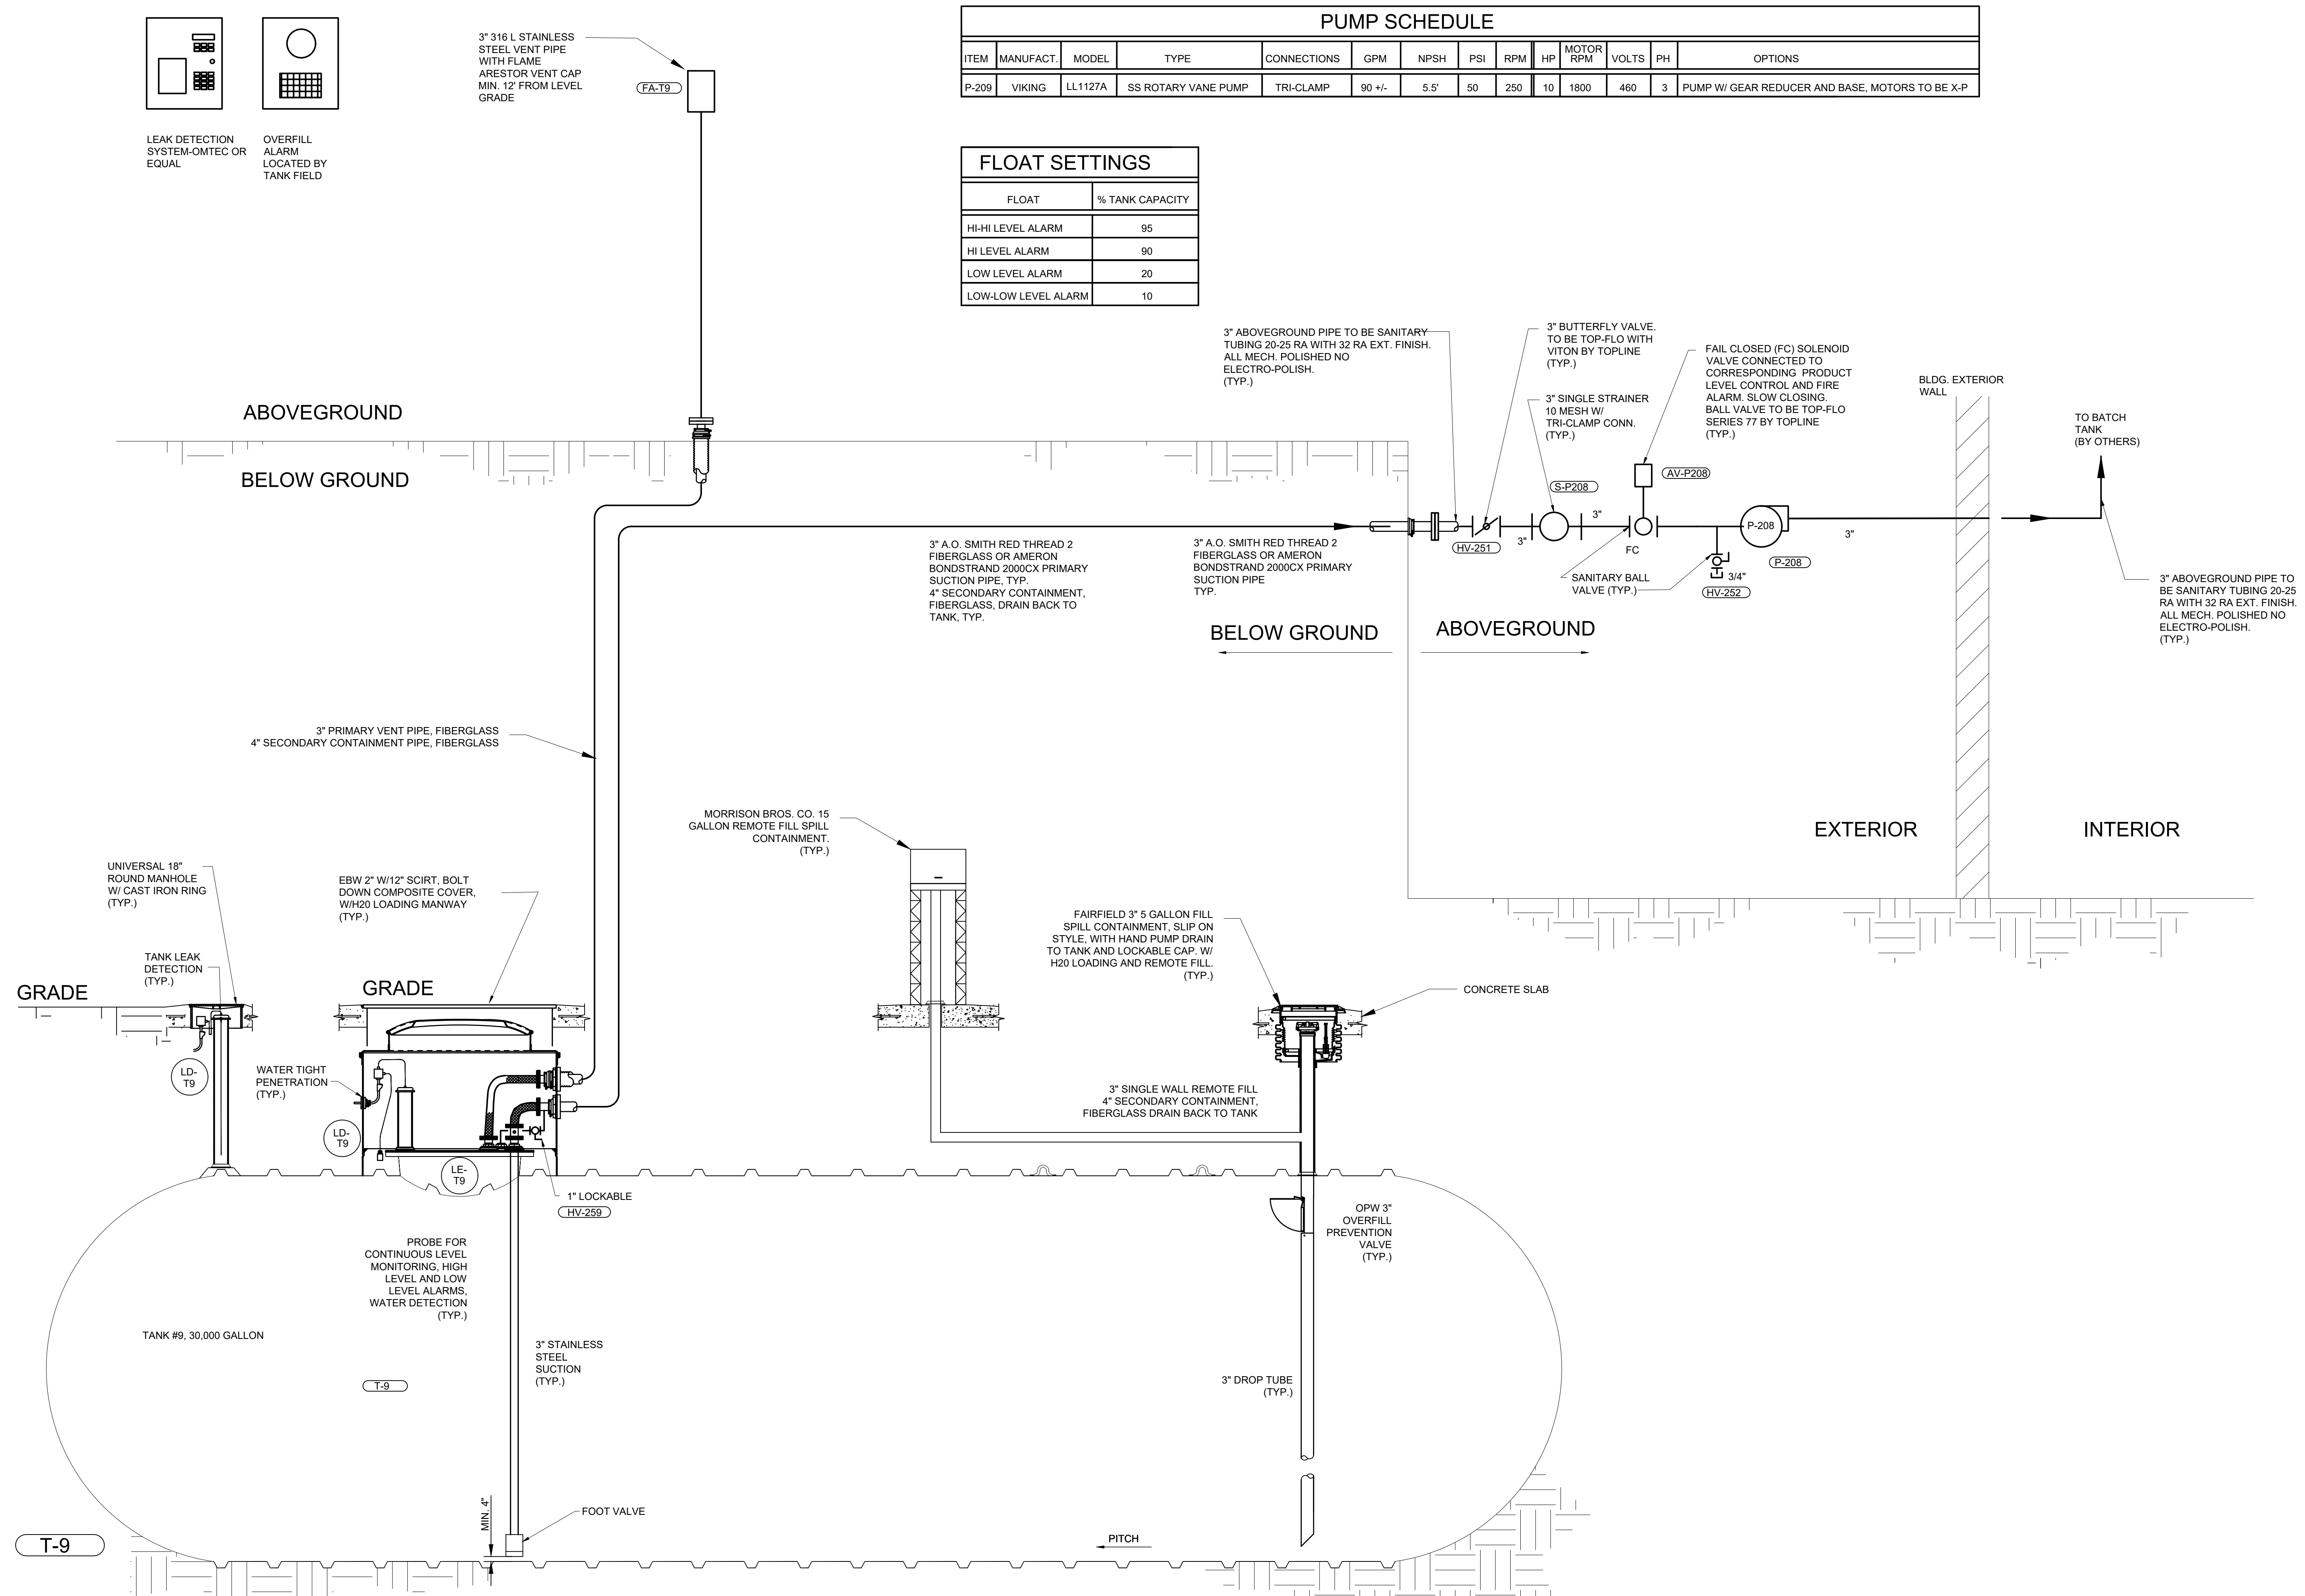 PUMP SCHEDULE
ITEM MANUFACT. MODEL TYPE CONNECTIONS GPM NPSH PSI RPM HP MOTOR RPM VOLTS PH OPTIONS
P-209 VIKING LL1127A SS ROTARY VANE PUMP TRI-CLAMP 90 +/- 5.5' 50 250 10 1800 460 3 PUMP W/ GEAR REDUCER AND BASE, MOTORS TO BE X-P
LEAK DETECTION
SYSTEM-OMTEC OR
EQUAL
OVERFILL
ALARM
LOCATED BY
TANK FIELD
3" 316 L STAINLESS
STEEL VENT PIPE
WITH FLAME
ARESTOR VENT CAP
MIN. 12' FROM LEVEL
GRADE
FA-T9
FLOAT SETTINGS
FLOAT % TANK CAPACITY
HI-HI LEVEL ALARM 95
HI LEVEL ALARM 90
LOW LEVEL ALARM 20
LOW-LOW LEVEL ALARM 10
ABOVEGROUND
BELOW GROUND
3" ABOVEGROUND PIPE TO BE SANITARY
TUBING 20-25 RA WITH 32 RA EXT. FINISH.
ALL MECH. POLISHED NO
ELECTRO-POLISH.
(TYP.)
3" BUTTERFLY VALVE.
TO BE TOP-FLO WITH
VITON BY TOPLINE
(TYP.)
3" SINGLE STRAINER
10 MESH W/
TRI-CLAMP CONN.
(TYP.)
FAIL CLOSED (FC) SOLENOID
VALVE CONNECTED TO
CORRESPONDING PRODUCT
LEVEL CONTROL AND FIRE
ALARM. SLOW CLOSING.
BALL VALVE TO BE TOP-FLO
SERIES 77 BY TOPLINE
(TYP.)
BLDG. EXTERIOR
WALL
TO BATCH
TANK
(BY OTHERS)
S-P208
AV-P208
3"
3"
HV-251
FC
P-208
P-208
3"
3/4"
HV-252
SANITARY BALL
VALVE (TYP.)
3" A.O. SMITH RED THREAD 2
FIBERGLASS OR AMERON
BONDSTRAND 2000CX PRIMARY
SUCTION PIPE, TYP.
4" SECONDARY CONTAINMENT,
FIBERGLASS, DRAIN BACK TO
TANK, TYP.
3" A.O. SMITH RED THREAD 2
FIBERGLASS OR AMERON
BONDSTRAND 2000CX PRIMARY
SUCTION PIPE
TYP.
3" ABOVEGROUND PIPE TO
BE SANITARY TUBING 20-25
RA WITH 32 RA EXT. FINISH.
ALL MECH. POLISHED NO
ELECTRO-POLISH.
(TYP.)
BELOW GROUND
ABOVEGROUND
3" PRIMARY VENT PIPE, FIBERGLASS
4" SECONDARY CONTAINMENT PIPE, FIBERGLASS
MORRISON BROS. CO. 15
GALLON REMOTE FILL SPILL
CONTAINMENT.
(TYP.)
EXTERIOR
INTERIOR
UNIVERSAL 18"
ROUND MANHOLE
W/ CAST IRON RING
(TYP.)
EBW 2" W/12" SCIRT, BOLT
DOWN COMPOSITE COVER,
W/H20 LOADING MANWAY
(TYP.)
FAIRFIELD 3" 5 GALLON FILL
SPILL CONTAINMENT, SLIP ON
STYLE, WITH HAND PUMP DRAIN
TO TANK AND LOCKABLE CAP. W/
H20 LOADING AND REMOTE FILL.
(TYP.)
TANK LEAK
DETECTION
(TYP.)
GRADE
GRADE
CONCRETE SLAB
LD-
T9
WATER TIGHT
PENETRATION
(TYP.)
LD-
T9
3" SINGLE WALL REMOTE FILL
4" SECONDARY CONTAINMENT,
FIBERGLASS DRAIN BACK TO TANK
LE-
T9
1" LOCKABLE
HV-259
OPW 3"
OVERFILL
PREVENTION
VALVE
(TYP.)
PROBE FOR
CONTINUOUS LEVEL
MONITORING, HIGH
LEVEL AND LOW
LEVEL ALARMS,
WATER DETECTION
(TYP.)
TANK #9, 30,000 GALLON
3" STAINLESS
STEEL
SUCTION
(TYP.)
T-9
3" DROP TUBE
(TYP.)
MIN. 4"
FOOT VALVE
PITCH
T-9